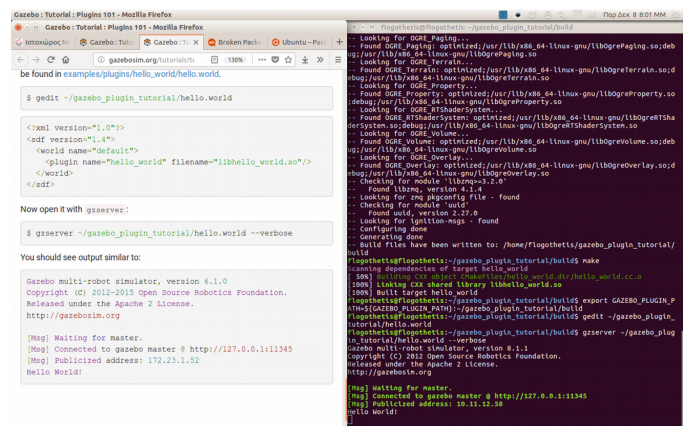 Gazebo : Tutorial : Plugins 101 - Mozilla Firefox
Παρ Δεκ 8 8:01 MM
Gazebo : Tutorial : Plugins 101 - Mozilla Firefox
Ιστοχώρος Μ
Gazebo : Tuto
Gazebo : T
Broken Packa
Ubuntu – Pac
gazebosim.org/tutorials?t
130%
be found in examples/plugins/hello_world/hello.world.
$ gedit ~/gazebo_plugin_tutorial/hello.world
<?xml version="1.0"?>
<sdf version="1.4">
<world name="default">
<plugin name="hello_world" filename="libhello_world.so"/>
</world>
</sdf>
Now open it with gzserver :
$ gzserver ~/gazebo_plugin_tutorial/hello.world --verbose
You should see output similar to:
Gazebo multi-robot simulator, version 6.1.0
Copyright (C) 2012-2015 Open Source Robotics Foundation.
Released under the Apache 2 License.
http://gazebosim.org
[Msg] Waiting for master.
[Msg] Connected to gazebo master @ http://127.0.0.1:11345
[Msg] Publicized address: 172.23.1.52
Hello World!
flogothetis@flogothetis: ~/gazebo_plugin_tutorial/build
-- Looking for OGRE_Paging...
-- Found OGRE_Paging: optimized;/usr/lib/x86_64-linux-gnu/libOgrePaging.so;deb
ug;/usr/lib/x86_64-linux-gnu/libOgrePaging.so
-- Looking for OGRE_Terrain...
-- Found OGRE_Terrain: optimized;/usr/lib/x86_64-linux-gnu/libOgreTerrain.so;d
ebug;/usr/lib/x86_64-linux-gnu/libOgreTerrain.so
-- Looking for OGRE_Property...
-- Found OGRE_Property: optimized;/usr/lib/x86_64-linux-gnu/libOgreProperty.so
;debug;/usr/lib/x86_64-linux-gnu/libOgreProperty.so
-- Looking for OGRE_RTShaderSystem...
-- Found OGRE_RTShaderSystem: optimized;/usr/lib/x86_64-linux-gnu/libOgreRTSha
derSystem.so;debug;/usr/lib/x86_64-linux-gnu/libOgreRTShaderSystem.so
-- Looking for OGRE_Volume...
-- Found OGRE_Volume: optimized;/usr/lib/x86_64-linux-gnu/libOgreVolume.so;deb
ug;/usr/lib/x86_64-linux-gnu/libOgreVolume.so
-- Looking for OGRE_Overlay...
-- Found OGRE_Overlay: optimized;/usr/lib/x86_64-linux-gnu/libOgreOverlay.so;d
ebug;/usr/lib/x86_64-linux-gnu/libOgreOverlay.so
-- Checking for module 'libzmq>=3.2.0'
-- Found libzmq, version 4.1.4
-- Looking for zmq pkgconfig file - found
-- Checking for module 'uuid'
-- Found uuid, version 2.27.0
-- Looking for ignition-msgs - found
-- Configuring done
-- Generating done
-- Build files have been written to: /home/flogothetis/gazebo_plugin_tutorial/
build
flogothetis@flogothetis:~/gazebo_plugin_tutorial/build$ make
Scanning dependencies of target hello_world
[ 50%] Building CXX object CMakeFiles/hello_world.dir/hello_world.cc.o
[100%] Linking CXX shared library libhello_world.so
[100%] Built target hello_world
flogothetis@flogothetis:~/gazebo_plugin_tutorial/build$ export GAZEBO_PLUGIN_P
ATH=${GAZEBO_PLUGIN_PATH}:~/gazebo_plugin_tutorial/build
flogothetis@flogothetis:~/gazebo_plugin_tutorial/build$ gedit ~/gazebo_plugin_
tutorial/hello.world
flogothetis@flogothetis:~/gazebo_plugin_tutorial/build$ gzserver ~/gazebo_plug
in_tutorial/hello.world --verbose
Gazebo multi-robot simulator, version 8.1.1
Copyright (C) 2012 Open Source Robotics Foundation.
Released under the Apache 2 License.
http://gazebosim.org
[Msg] Waiting for master.
[Msg] Connected to gazebo master @ http://127.0.0.1:11345
[Msg] Publicized address: 10.11.12.58
Hello World!